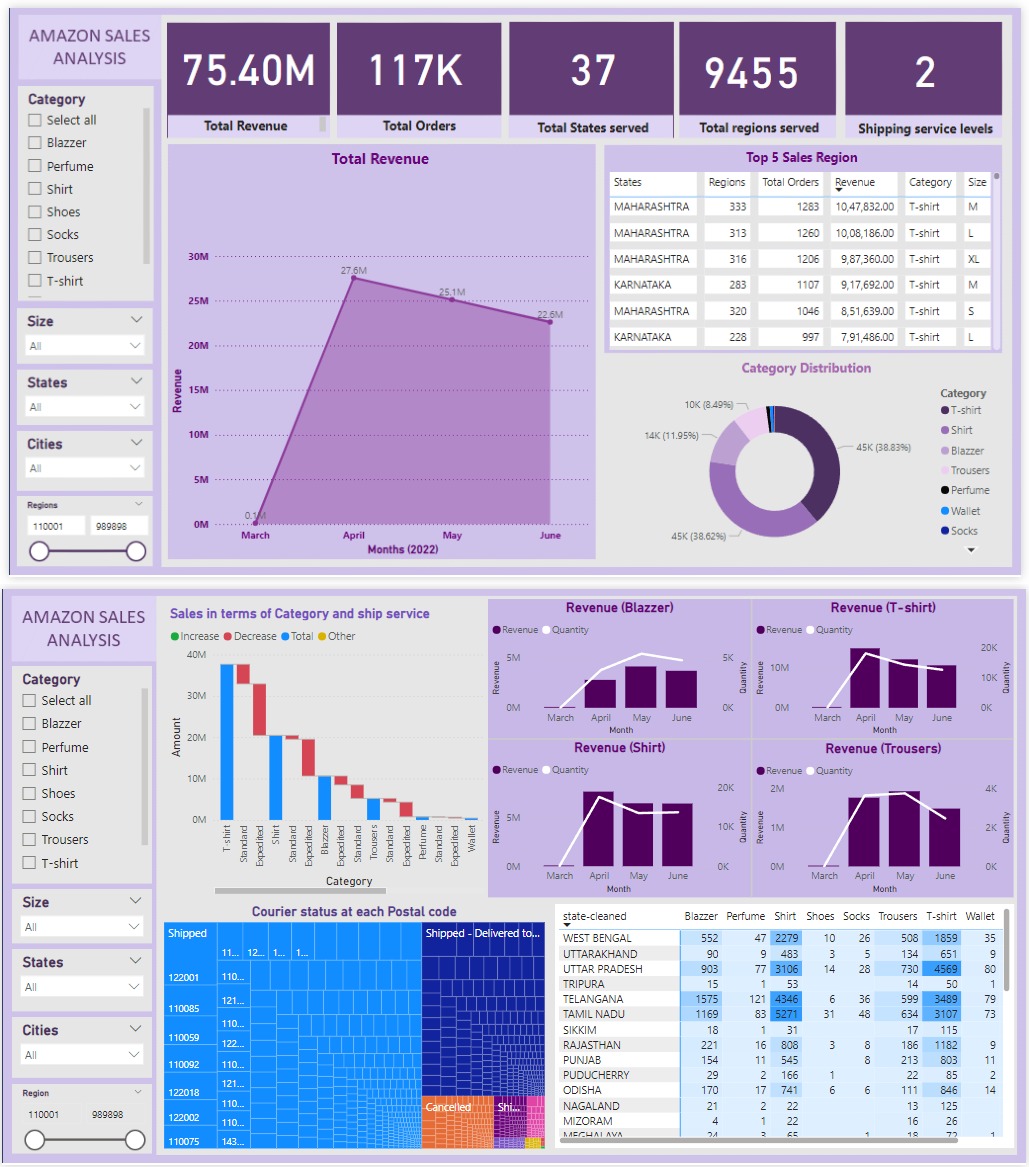 AMAZON SALES
ANALYSIS
Category
Select all
Blazzer
Perfume
Shirt
Shoes
Socks
Trousers
T-shirt
Size
All
States
All
Cities
All
Regions
110001 989898
75.40M
Total Revenue
117K
Total Orders
37
Total States served
9455
Total regions served
2
Shipping service levels
Total Revenue
Revenue
30M
25M
20M
15M
10M
5M
0M
27.6M
25.1M
22.6M
0.1M
March April May June
Months (2022)
Top 5 Sales Region
States Regions Total Orders Revenue Category Size
MAHARASHTRA 333 1283 10,47,832.00 T-shirt M
MAHARASHTRA 313 1260 10,08,186.00 T-shirt L
MAHARASHTRA 316 1206 9,87,360.00 T-shirt XL
KARNATAKA 283 1107 9,17,692.00 T-shirt M
MAHARASHTRA 320 1046 8,51,639.00 T-shirt S
KARNATAKA 228 997 7,91,486.00 T-shirt L
Category Distribution
10K (8.49%)
14K (11.95%)
45K (38.83%)
45K (38.62%)
Category
T-shirt
Shirt
Blazzer
Trousers
Perfume
Wallet
Socks
AMAZON SALES
ANALYSIS
Category
Select all
Blazzer
Perfume
Shirt
Shoes
Socks
Trousers
T-shirt
Size
All
States
All
Cities
All
Region
110001 989898
Sales in terms of Category and ship service
Increase Decrease Total Other
Amount
40M
30M
20M
10M
0M
T-shirt
Standard
Expedited
Shirt
Standard
Expedited
Blazzer
Expedited
Standard
Trousers
Standard
Expedited
Perfume
Standard
Expedited
Wallet
Category
Revenue (Blazzer)
Revenue Quantity
Revenue
5M
0M
5K
0K
Quantity
March April May June
Month
Revenue (T-shirt)
Revenue Quantity
Revenue
10M
0M
20K
10K
0K
Quantity
March April May June
Month
Revenue (Shirt)
Revenue Quantity
Revenue
5M
0M
20K
10K
0K
Quantity
March April May June
Month
Revenue (Trousers)
Revenue Quantity
Revenue
2M
1M
0M
4K
2K
0K
Quantity
March April May June
Month
Courier status at each Postal code
Shipped
11... 12... 1... 1...
122001
110...
110085
121...
110059
110...
122...
110092
110...
122018
121...
122002
110...
110...
110075
143...
Shipped - Delivered to...
Cancelled
Shi...
state-cleaned Blazzer Perfume Shirt Shoes Socks Trousers T-shirt Wallet
WEST BENGAL 552 47 2279 10 26 508 1859 35
UTTARAKHAND 90 9 483 3 5 134 651 9
UTTAR PRADESH 903 77 3106 14 28 730 4569 80
TRIPURA 15 1 53 14 50 1
TELANGANA 1575 121 4346 6 36 599 3489 79
TAMIL NADU 1169 83 5271 31 48 634 3107 73
SIKKIM 18 1 31 17 115
RAJASTHAN 221 16 808 3 8 186 1182 9
PUNJAB 154 11 545 8 213 803 11
PUDUCHERRY 29 2 166 1 22 85 2
ODISHA 170 17 741 6 6 111 846 14
NAGALAND 21 2 22 13 125
MIZORAM 4 1 22 16 26
MEGHALAYA 24 3 65 1 18 72 1